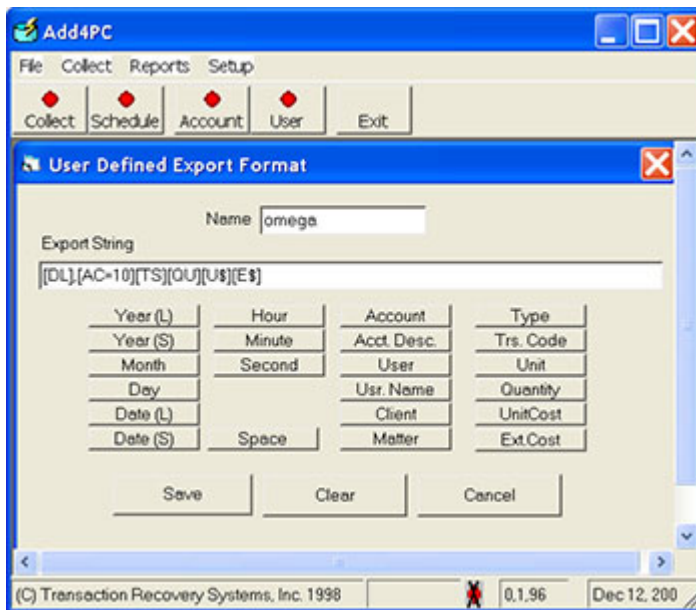 Add4PC
File Collect Reports Setup
Collect Schedule Account User Exit
User Defined Export Format
Name omega
Export String
[DL],[AC=10][TS][QU][U$][E$]
Year (L) Hour Account Type
Year (S) Minute Acct. Desc. Trs. Code
Month Second User Unit
Day Usr. Name Quantity
Date (L) Client UnitCost
Date (S) Space Matter Ext.Cost
Save Clear Cancel
(C) Transaction Recovery Systems, Inc. 1998 0,1,96 Dec 12, 200